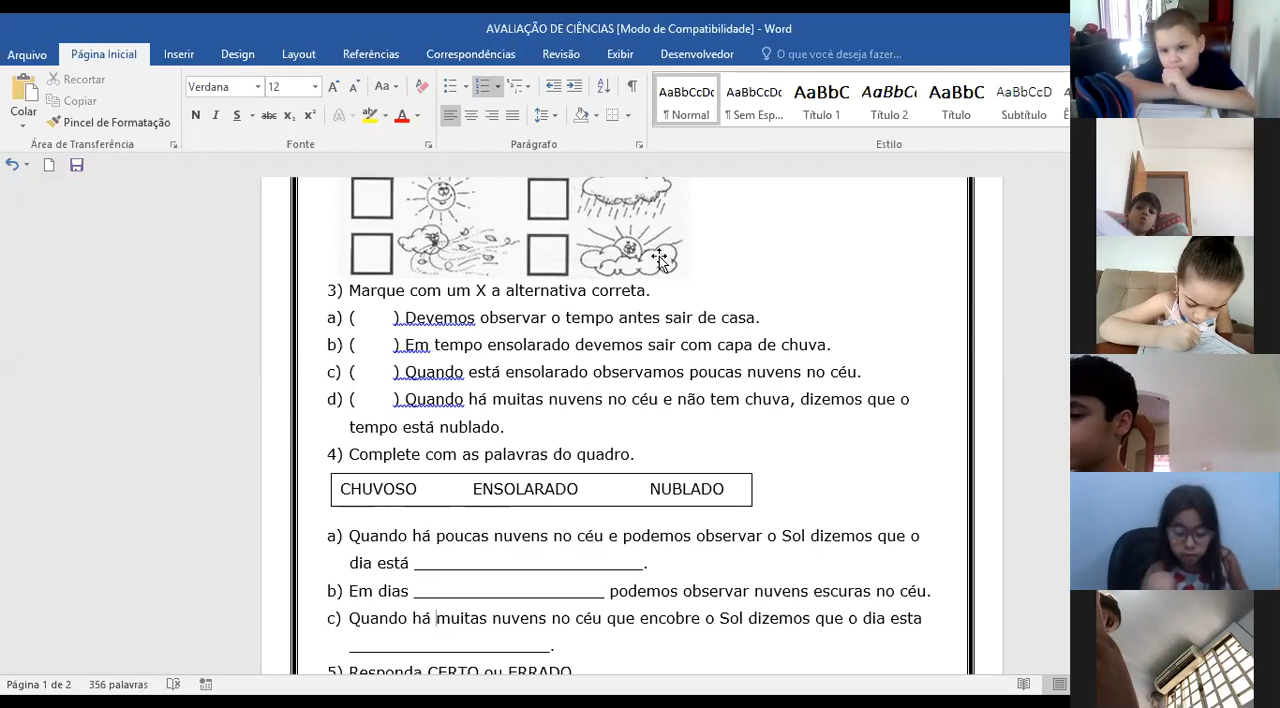 AVALIAÇÃO DE CIÊNCIAS [Modo de Compatibilidade] - Word
Arquivo Página Inicial Inserir Design Layout Referências Correspondências Revisão Exibir Desenvolvedor O que você deseja fazer...
Recortar
Copiar
Colar
Pincel de Formatação
Verdana 12
N I S abc x₂ x²
Aa
AaBbCcDc AaBbCcDc AaBbC AaBbCc AaBbC AaBbCcD
¶ Normal ¶ Sem Esp... Título 1 Título 2 Título Subtítulo
Área de Transferência Fonte Parágrafo Estilo
3) Marque com um X a alternativa correta.
a) ( ) Devemos observar o tempo antes sair de casa.
b) ( ) Em tempo ensolarado devemos sair com capa de chuva.
c) ( ) Quando está ensolarado observamos poucas nuvens no céu.
d) ( ) Quando há muitas nuvens no céu e não tem chuva, dizemos que o
tempo está nublado.
4) Complete com as palavras do quadro.
CHUVOSO ENSOLARADO NUBLADO
a) Quando há poucas nuvens no céu e podemos observar o Sol dizemos que o
dia está _________________________.
b) Em dias _____________________ podemos observar nuvens escuras no céu.
c) Quando há muitas nuvens no céu que encobre o Sol dizemos que o dia esta
______________________.
5) Responda CERTO ou ERRADO
Página 1 de 2 356 palavras